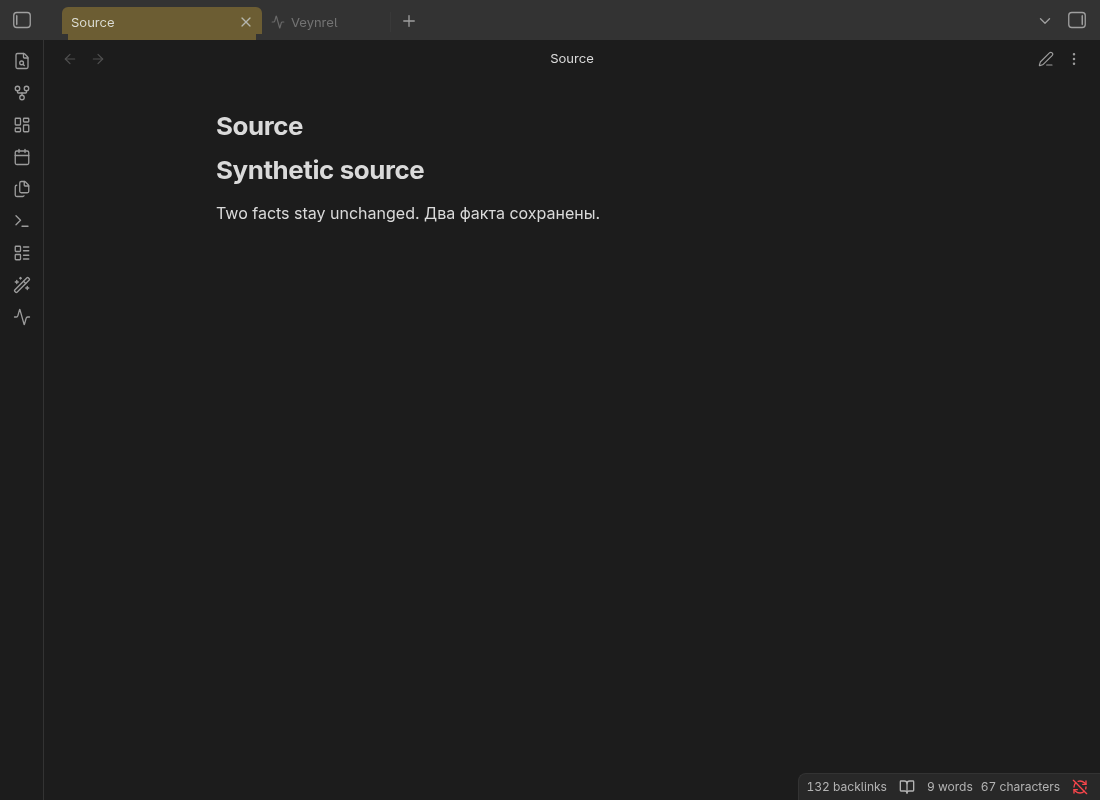 Source
Veynrel
Source
Source
Synthetic source
Two facts stay unchanged. Два факта сохранены.
132 backlinks 9 words 67 characters